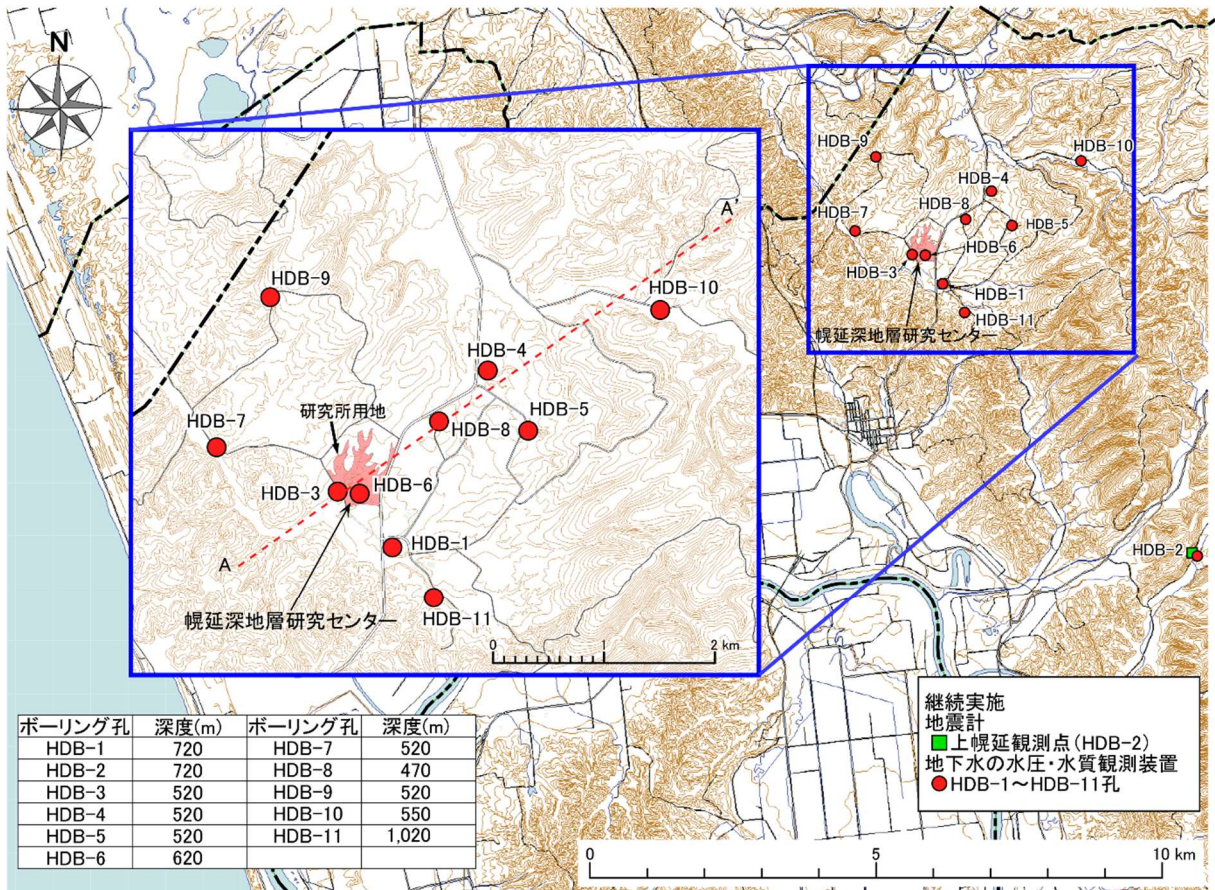 N
HDB-9
HDB-10
HDB-4
HDB-7
HDB-8
HDB-5
HDB-6
HDB-3
HDB-1
HDB-11
幌延深地層研究センター
A'
HDB-9
HDB-10
HDB-4
研究所用地
HDB-5
HDB-7
HDB-8
HDB-3
HDB-6
HDB-1
A
HDB-11
幌延深地層研究センター
0 1 2 km
HDB-2
継続実施
地震計
上幌延観測点(HDB-2)
地下水の水圧・水質観測装置
HDB-1～HDB-11孔
ボーリング孔 深度(m) ボーリング孔 深度(m)
HDB-1 720 HDB-7 520
HDB-2 720 HDB-8 470
HDB-3 520 HDB-9 520
HDB-4 520 HDB-10 550
HDB-5 520 HDB-11 1,020
HDB-6 620
0 5 10 km